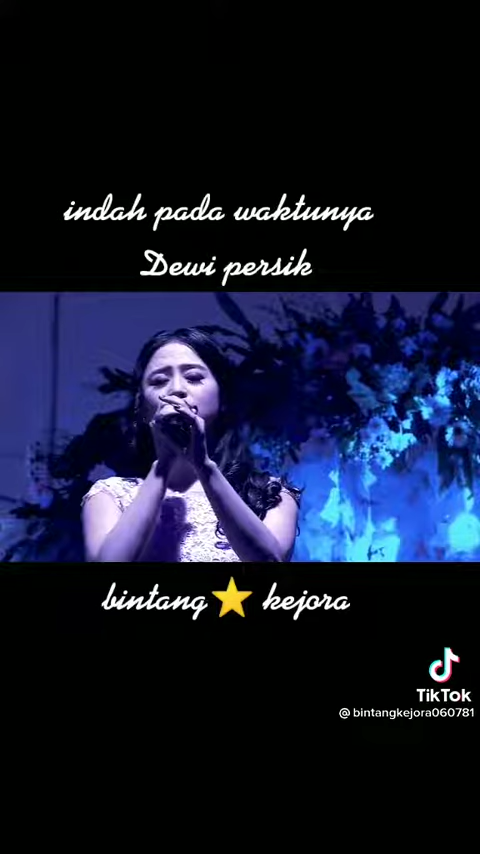 indah pada waktunya
Dewi persik
bintang⭐kejora
TikTok
@bintangkejora060781